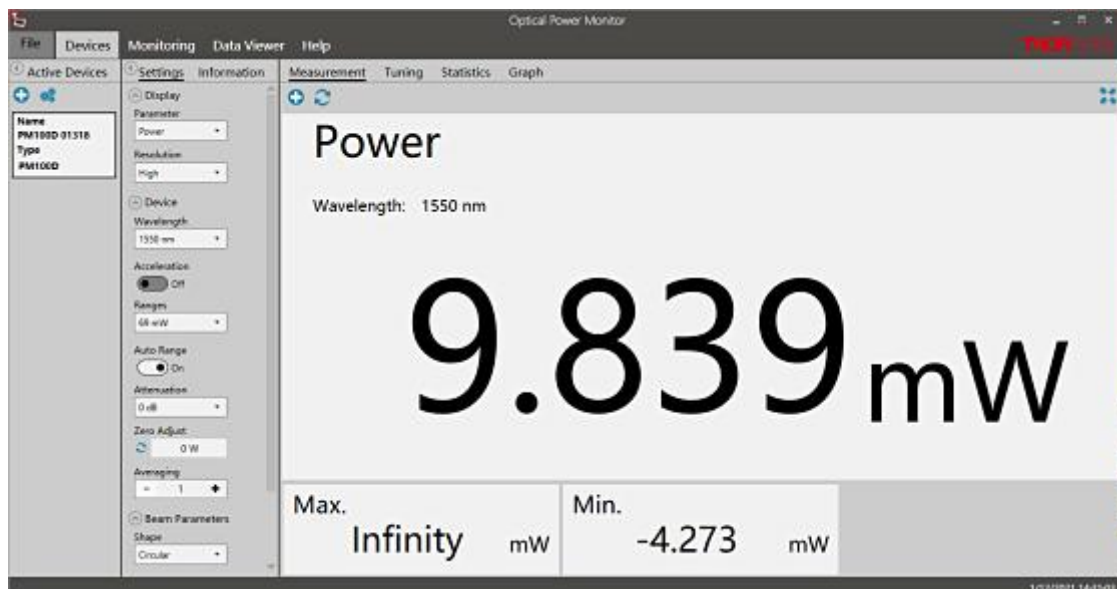 Optical Power Monitor
File Devices Monitoring Data Viewer Help
Active Devices
Settings Information
Measurement Tuning Statistics Graph
Name
PM100D 01318
Type
PM100D
Display
Parameter
Power
Resolution
High
Device
Wavelength
1550 nm
Acceleration
Off
Ranges
69 mW
Auto Range
On
Attenuation
0 dB
Zero Adjust
0 W
Averaging
- 1 +
Beam Parameters
Shape
Circular
Power
Wavelength: 1550 nm
9.839 mW
Max.
Infinity mW
Min.
-4.273 mW